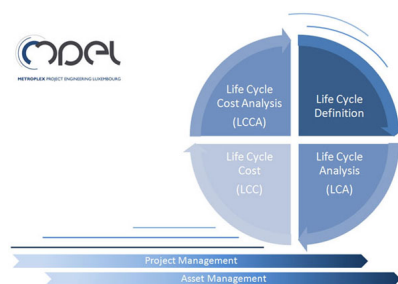 mpel
METROPLEX PROJECT ENGINEERING LUXEMBOURG
Life Cycle
Cost Analysis
(LCCA)
Life Cycle
Definition
Life Cycle
Cost
(LCC)
Life Cycle
Analysis
(LCA)
Project Management
Asset Management